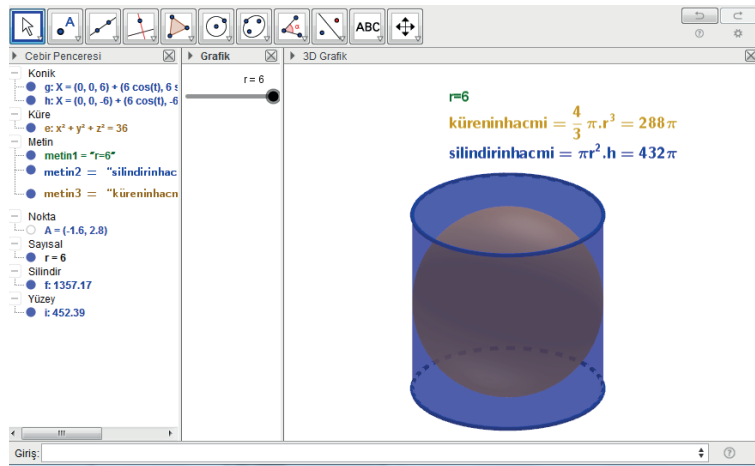 ABC
Cebir Penceresi
Konik
g: X = (0, 0, 6) + (6 cos(t), 6 s
h: X = (0, 0, -6) + (6 cos(t), -6
Küre
e: x² + y² + z² = 36
Metin
metin1 = "r=6"
metin2 = "silindirinhac
metin3 = "küreninhacm
Nokta
A = (-1.6, 2.8)
Sayısal
r = 6
Silindir
f: 1357.17
Yüzey
i: 452.39
Grafik
r = 6
3D Grafik
r=6
küreninhacmi = 4/3 π.r³ = 288π
silindirinhacmi = πr².h = 432π
Giriş: